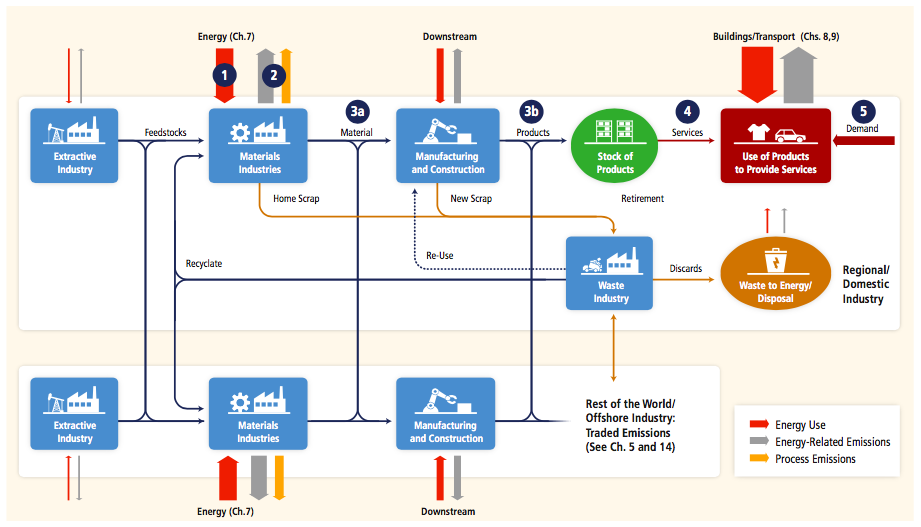 Energy (Ch.7)
Downstream
Buildings/Transport (Chs. 8,9)
1
2
3a
3b
4
5
Extractive
Industry
Feedstocks
Materials
Industries
Material
Manufacturing
and Construction
Products
Stock of
Products
Services
Use of Products
to Provide Services
Demand
Home Scrap
New Scrap
Retirement
Re-Use
Recyclate
Waste
Industry
Discards
Waste to Energy/
Disposal
Regional/
Domestic
Industry
Extractive
Industry
Materials
Industries
Manufacturing
and Construction
Rest of the World/
Offshore Industry:
Traded Emissions
(See Ch. 5 and 14)
Energy Use
Energy-Related Emissions
Process Emissions
Energy (Ch.7)
Downstream